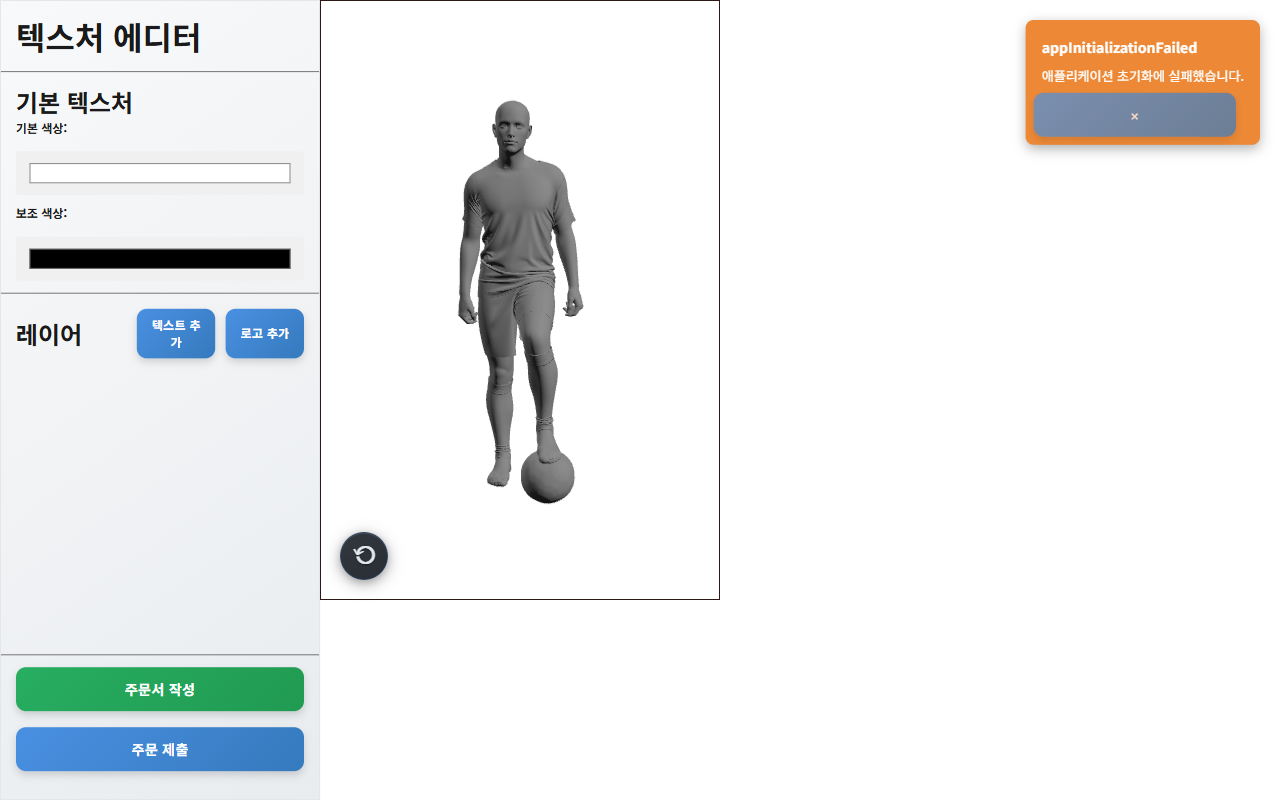 텍스처 에디터
기본 텍스처
기본 색상:
보조 색상:
레이어
텍스트 추
가
로고 추가
주문서 작성
주문 제출
appInitializationFailed
애플리케이션 초기화에 실패했습니다.
×